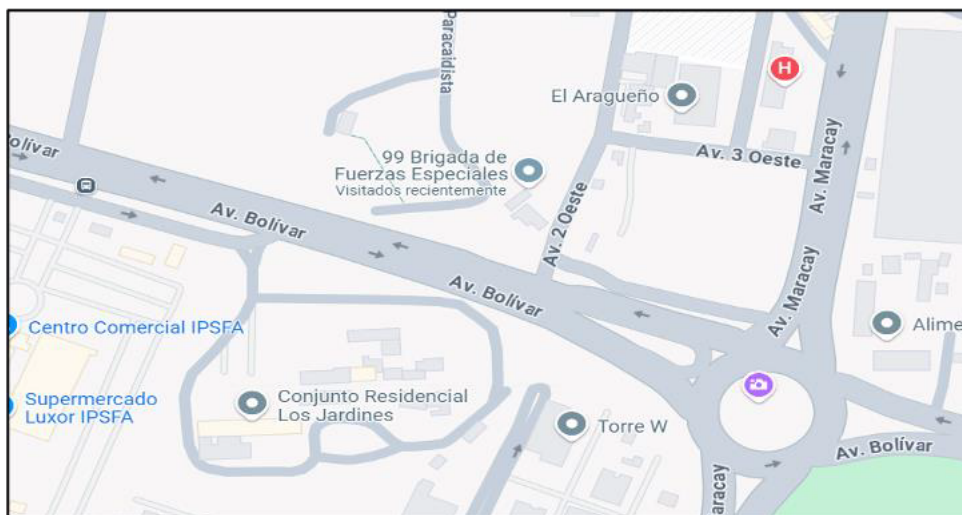 Paracaidista
El Aragueño
H
Av. Maracay
Av. 3 Oeste
Bolívar
99 Brigada de
Fuerzas Especiales
Visitados recientemente
Av. Bolívar
Av. 2 Oeste
Av. Bolívar
Av. Maracay
Centro Comercial IPSFA
Alime
Conjunto Residencial
Los Jardines
Supermercado
Luxor IPSFA
Torre W
Av. Bolívar
Maracay